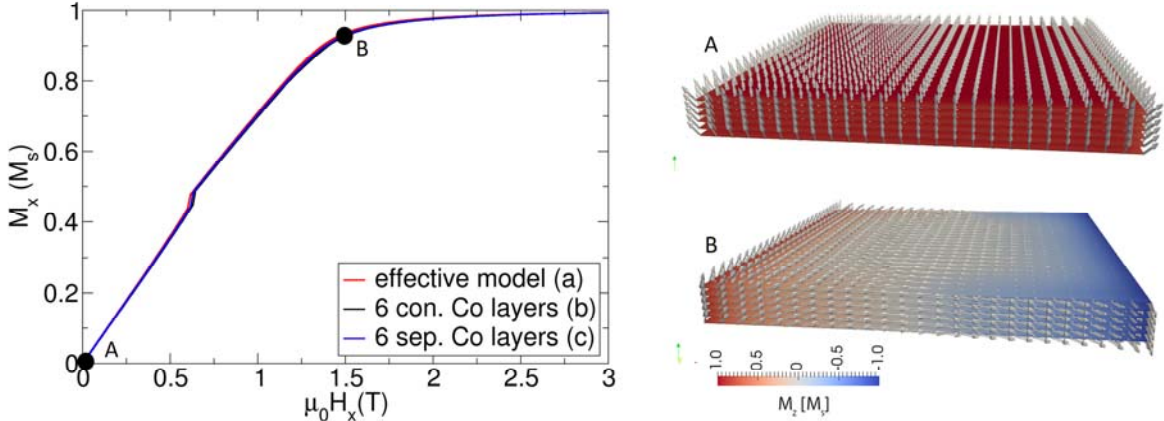 1
0.8
0.6
0.4
0.2
0
M_x (M_s)
A
B
effective model (a)
6 con. Co layers (b)
6 sep. Co layers (c)
0
0.5
1
1.5
2
2.5
3
μ₀H_x(T)
A
B
1.0
0.5
0
-0.5
-1.0
M_z [M_s]